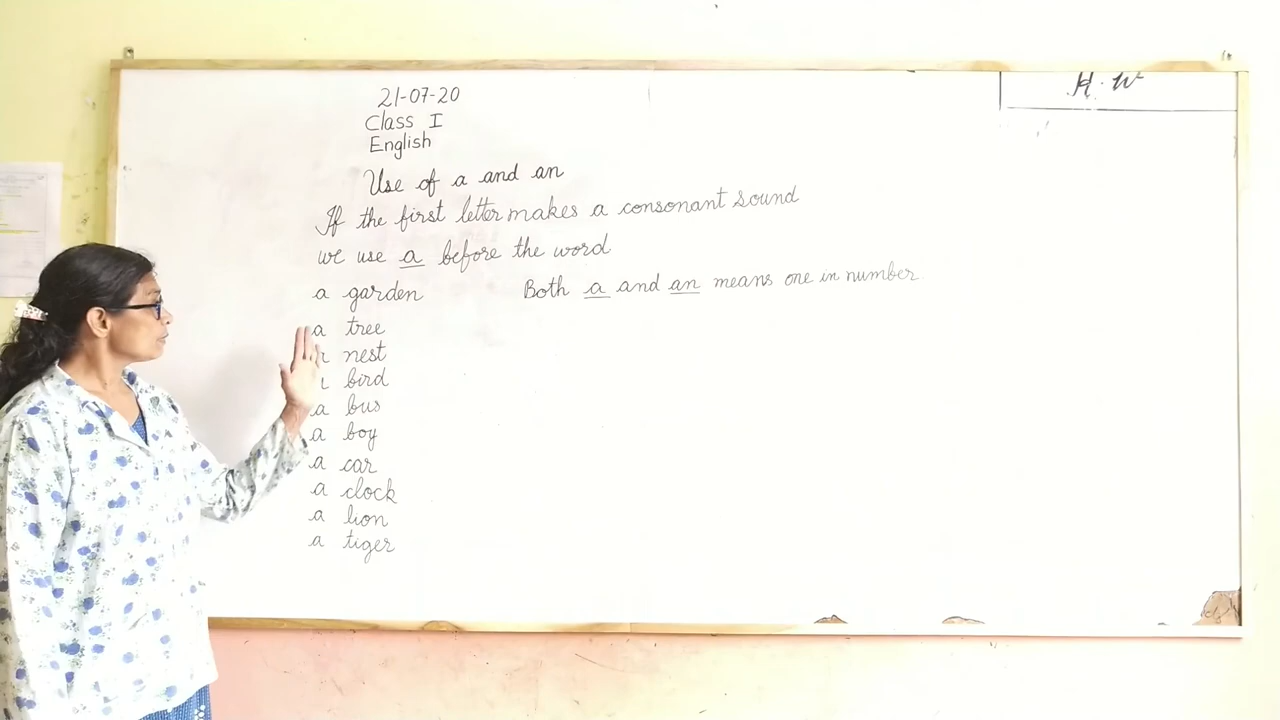 H.W
21-07-20
Class I
English
Use of a and an
If the first letter makes a consonant sound
we use a before the word
a garden
Both a and an means one in number
a tree
nest
bird
a bus
a boy
a car
a clock
a lion
a tiger